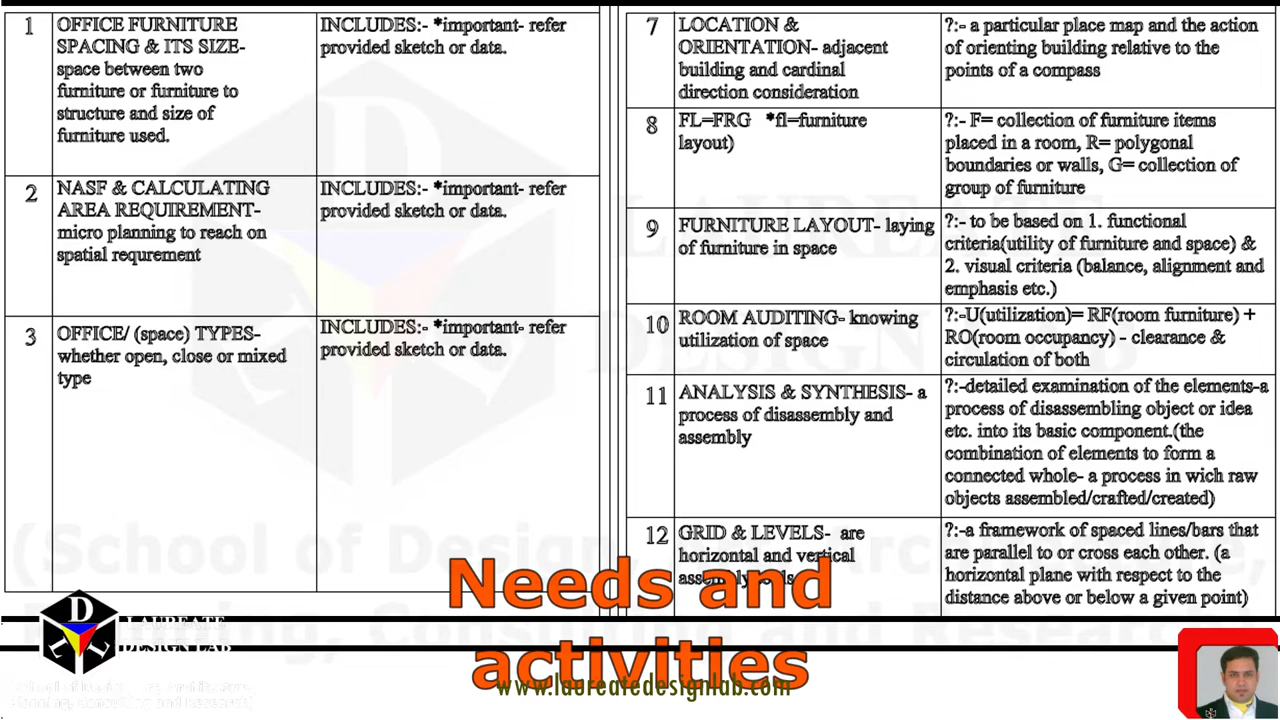 1
OFFICE FURNITURE
SPACING & ITS SIZE-
space between two
furniture or furniture to
structure and size of
furniture used.
INCLUDES:- *important- refer
provided sketch or data.
2
NASF & CALCULATING
AREA REQUIREMENT-
micro planning to reach on
spatial requrement
INCLUDES:- *important- refer
provided sketch or data.
3
OFFICE/ (space) TYPES-
whether open, close or mixed
type
INCLUDES:- *important- refer
provided sketch or data.
7
LOCATION &
ORIENTATION- adjacent
building and cardinal
direction consideration
?:- a particular place map and the action
of orienting building relative to the
points of a compass
8
FL=FRG *fl=furniture
layout)
?:- F= collection of furniture items
placed in a room, R= polygonal
boundaries or walls, G= collection of
group of furniture
9
FURNITURE LAYOUT- laying
of furniture in space
?:- to be based on 1. functional
criteria(utility of furniture and space) &
2. visual criteria (balance, alignment and
emphasis etc.)
10
ROOM AUDITING- knowing
utilization of space
?:-U(utilization)= RF(room furniture) +
RO(room occupancy) - clearance &
circulation of both
11
ANALYSIS & SYNTHESIS- a
process of disassembly and
assembly
?:-detailed examination of the elements-a
process of disassembling object or idea
etc. into its basic component.(the
combination of elements to form a
connected whole- a process in wich raw
objects assembled/crafted/created)
12
GRID & LEVELS- are
horizontal and vertical
?:-a framework of spaced lines/bars that
are parallel to or cross each other. (a
horizontal plane with respect to the
distance above or below a given point)
Needs and
activities
D
L L
LAUREATE
DESIGN LAB
www.laureatedesignlab.com